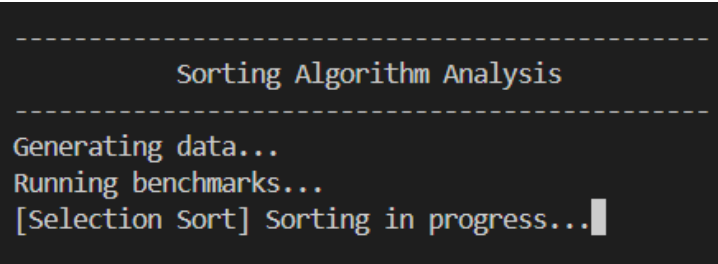 --------------------------------------------------
Sorting Algorithm Analysis
--------------------------------------------------
Generating data...
Running benchmarks...
[Selection Sort] Sorting in progress...